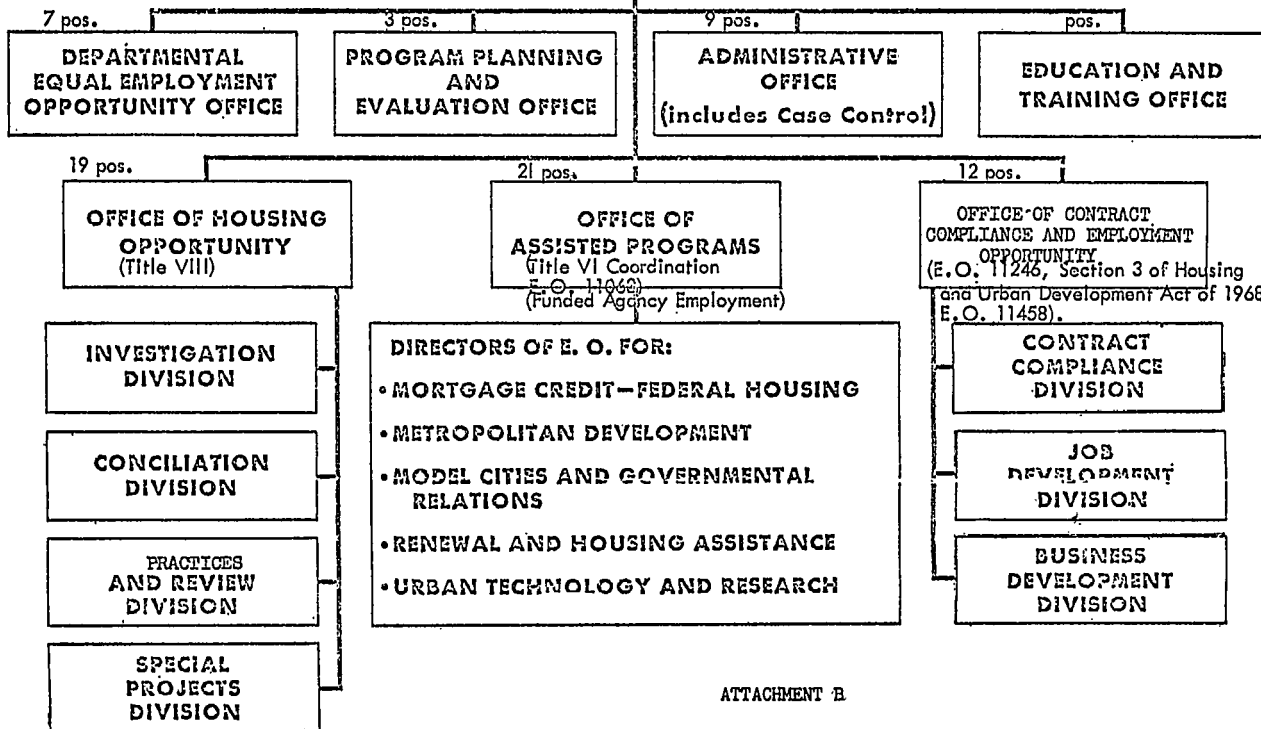 7 pos.
DEPARTMENTAL
EQUAL EMPLOYMENT
OPPORTUNITY OFFICE
3 pos.
PROGRAM PLANNING
AND
EVALUATION OFFICE
9 pos.
ADMINISTRATIVE
OFFICE
(includes Case Control)
pos.
EDUCATION AND
TRAINING OFFICE
19 pos.
OFFICE OF HOUSING
OPPORTUNITY
(Title VIII)
INVESTIGATION
DIVISION
CONCILIATION
DIVISION
PRACTICES
AND REVIEW
DIVISION
SPECIAL
PROJECTS
DIVISION
21 pos.
OFFICE OF
ASSISTED PROGRAMS
(Title VI Coordination
E. O. 11063)
(Funded Agency Employment)
DIRECTORS OF E. O. FOR:
• MORTGAGE CREDIT—FEDERAL HOUSING
• METROPOLITAN DEVELOPMENT
• MODEL CITIES AND GOVERNMENTAL
RELATIONS
• RENEWAL AND HOUSING ASSISTANCE
• URBAN TECHNOLOGY AND RESEARCH
12 pos.
OFFICE OF CONTRACT
COMPLIANCE AND EMPLOYMENT
OPPORTUNITY
(E.O. 11246, Section 3 of Housing
and Urban Development Act of 1968
E.O. 11458).
CONTRACT
COMPLIANCE
DIVISION
JOB
DEVELOPMENT
DIVISION
BUSINESS
DEVELOPMENT
DIVISION
ATTACHMENT B